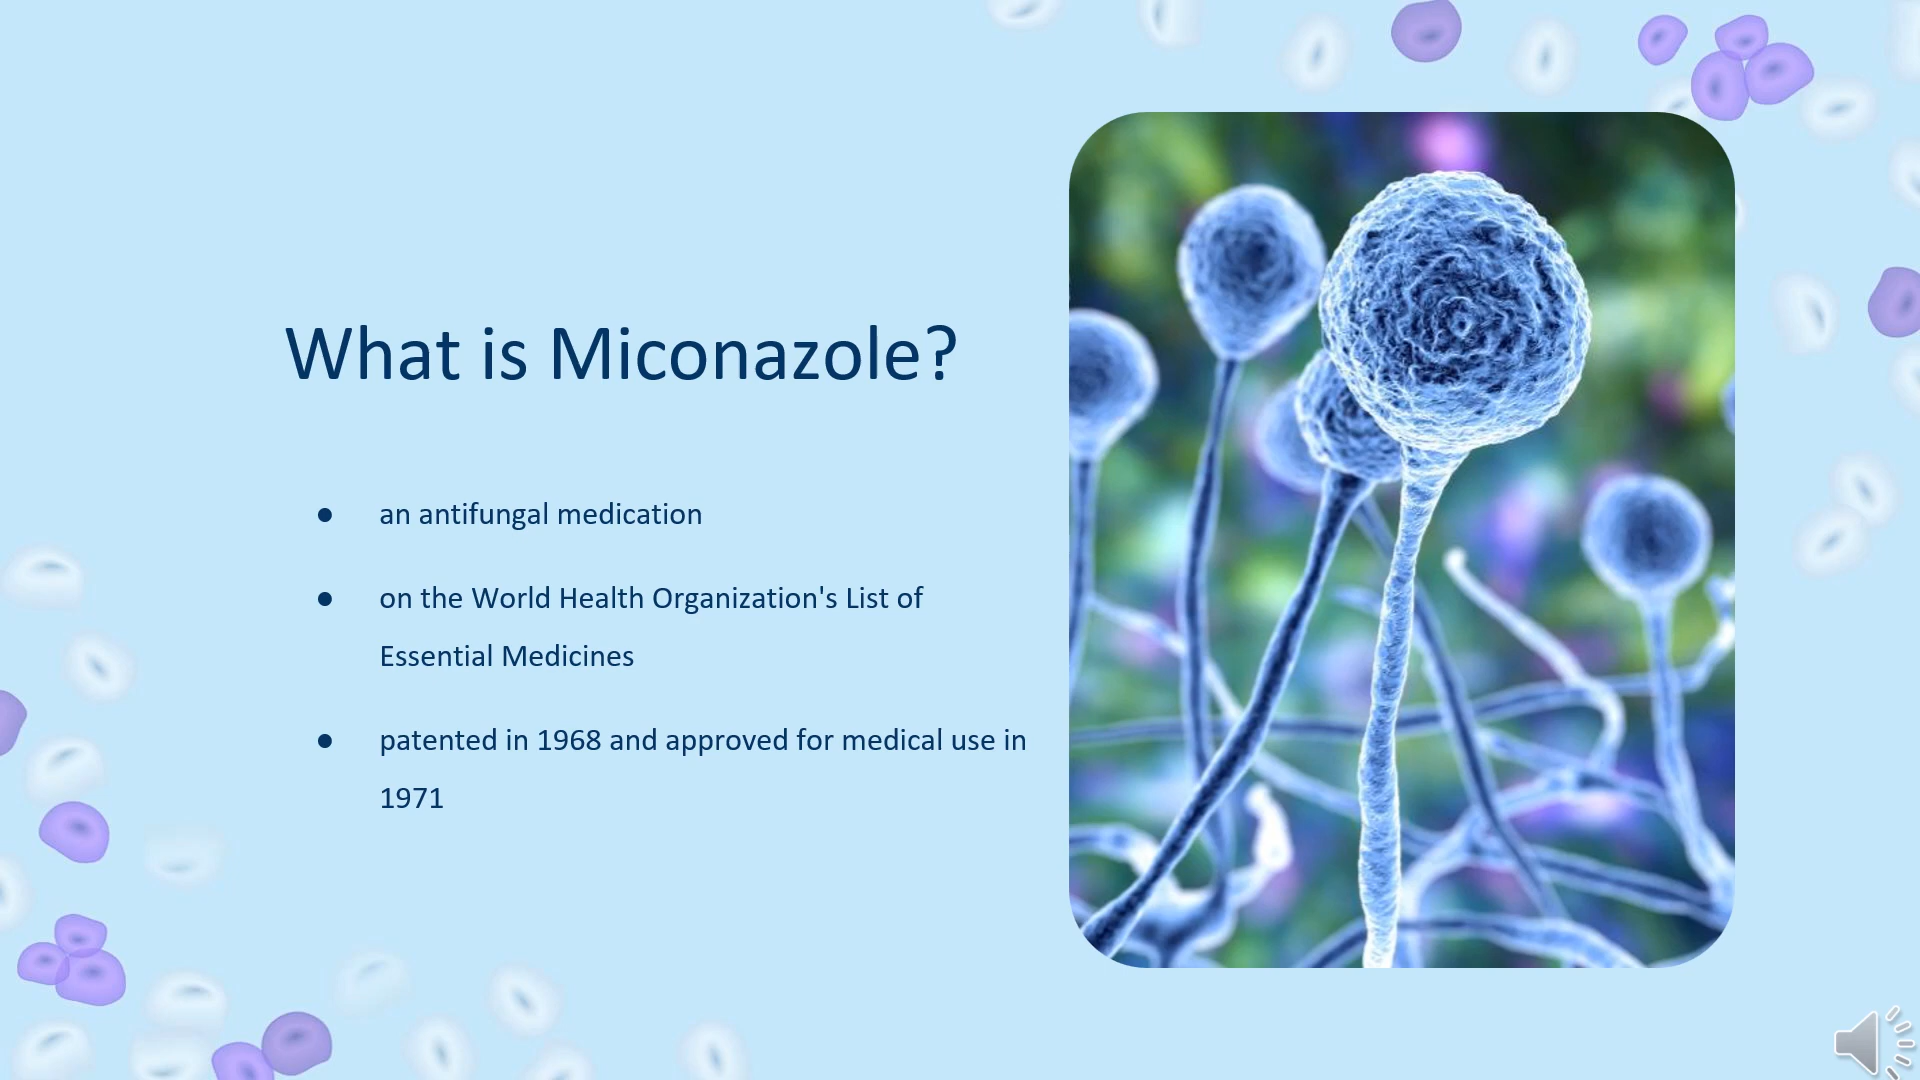 What is Miconazole?
● an antifungal medication
● on the World Health Organization's List of
Essential Medicines
● patented in 1968 and approved for medical use in
1971